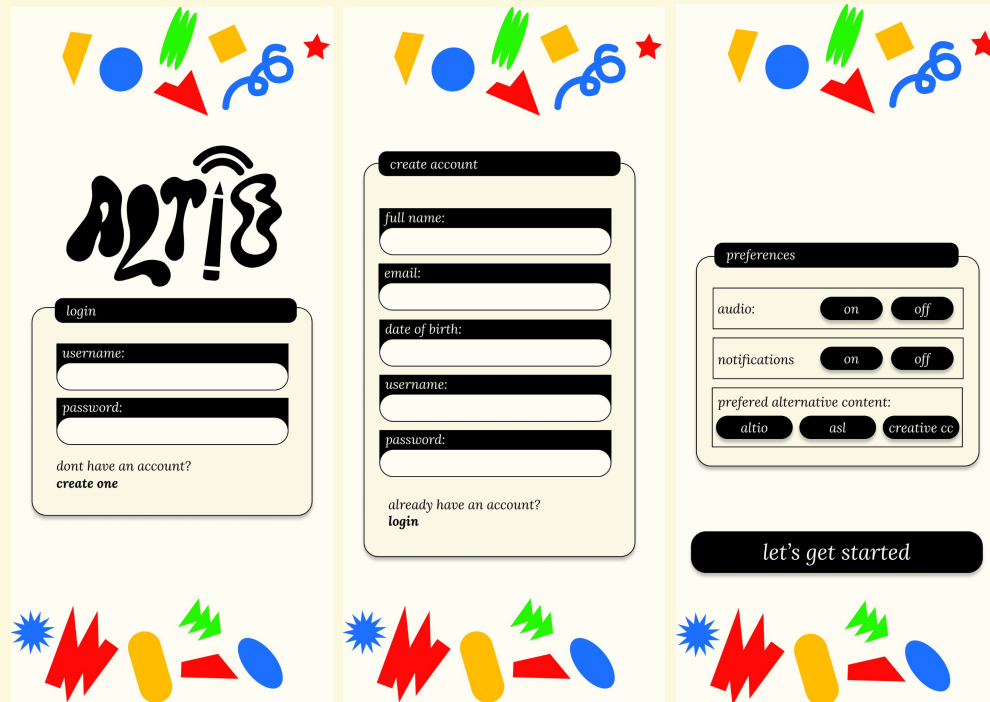 ALTiO
login
username:
password:
dont have an account?
create one
create account
full name:
email:
date of birth:
username:
password:
already have an account?
login
preferences
audio:
on
off
notifications
on
off
prefered alternative content:
altio
asl
creative cc
let's get started